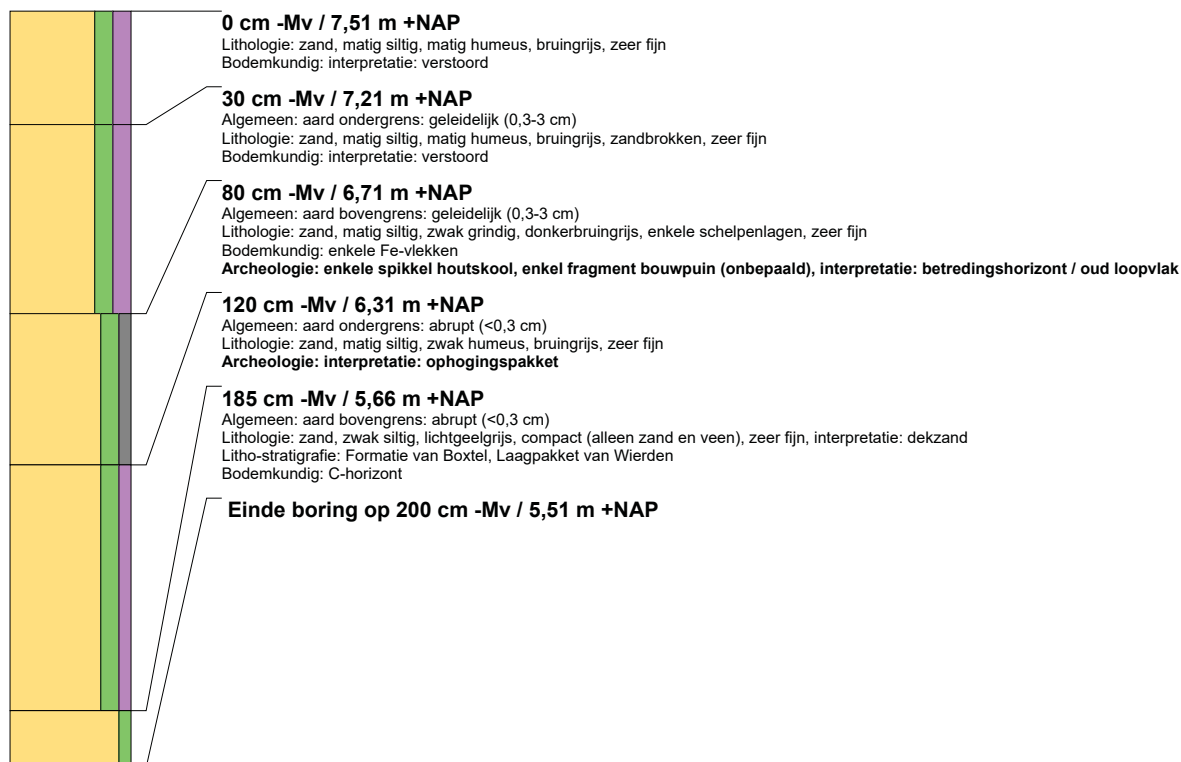 0 cm -Mv / 7,51 m +NAP
Lithologie: zand, matig siltig, matig humeus, bruingrijs, zeer fijn
Bodemkundig: interpretatie: verstoord
30 cm -Mv / 7,21 m +NAP
Algemeen: aard ondergrens: geleidelijk (0,3-3 cm)
Lithologie: zand, matig siltig, matig humeus, bruingrijs, zandbrokken, zeer fijn
Bodemkundig: interpretatie: verstoord
80 cm -Mv / 6,71 m +NAP
Algemeen: aard bovengrens: geleidelijk (0,3-3 cm)
Lithologie: zand, matig siltig, zwak grindig, donkerbruingrijs, enkele schelpenlagen, zeer fijn
Bodemkundig: enkele Fe-vlekken
Archeologie: enkele spikkel houtskool, enkel fragment bouwpuin (onbepaald), interpretatie: betredingshorizont / oud loopvlak
120 cm -Mv / 6,31 m +NAP
Algemeen: aard ondergrens: abrupt (<0,3 cm)
Lithologie: zand, matig siltig, zwak humeus, bruingrijs, zeer fijn
Archeologie: interpretatie: ophogingspakket
185 cm -Mv / 5,66 m +NAP
Algemeen: aard bovengrens: abrupt (<0,3 cm)
Lithologie: zand, zwak siltig, lichtgeelgrijs, compact (alleen zand en veen), zeer fijn, interpretatie: dekzand
Litho-stratigrafie: Formatie van Boxtel, Laagpakket van Wierden
Bodemkundig: C-horizont
Einde boring op 200 cm -Mv / 5,51 m +NAP